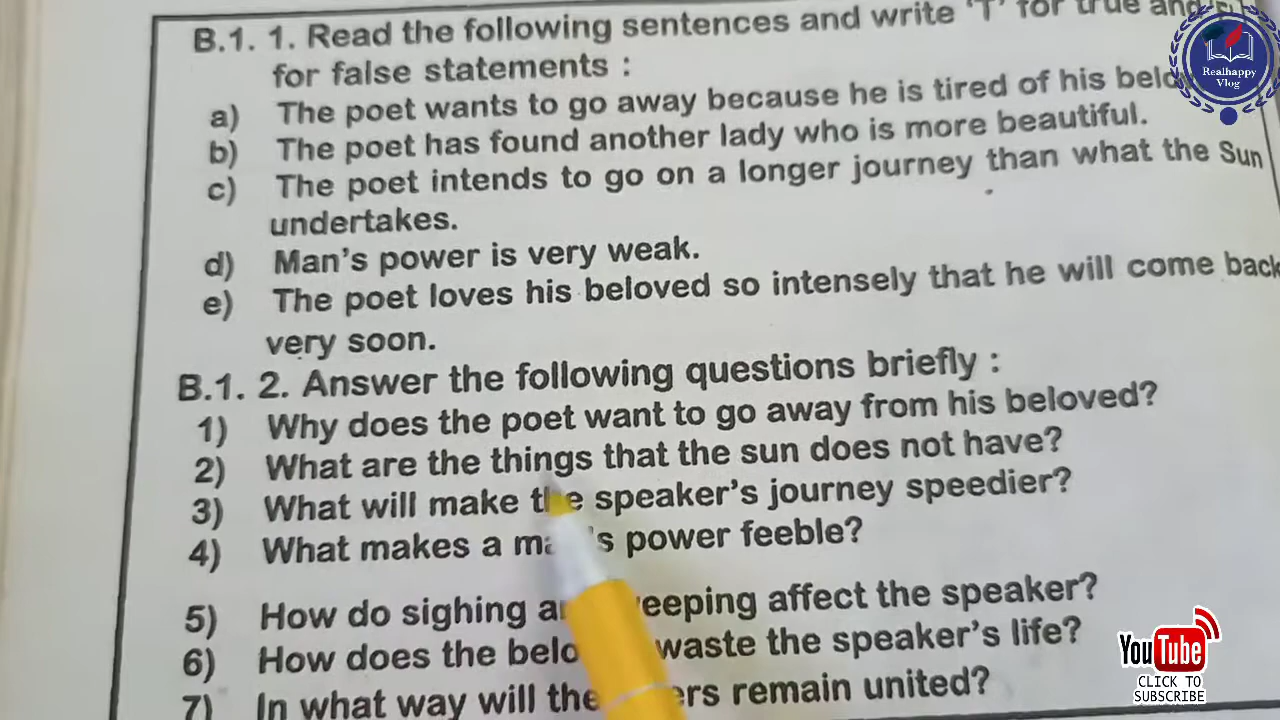 B.1. 1. Read the following sentences and write 'T' for true and
for false statements :
a) The poet wants to go away because he is tired of his
b) The poet has found another lady who is more beautiful.
c) The poet intends to go on a longer journey than what the Sun
undertakes.
d) Man's power is very weak.
e) The poet loves his beloved so intensely that he will come back
very soon.
B.1. 2. Answer the following questions briefly :
1) Why does the poet want to go away from his beloved?
2) What are the things that the sun does not have?
3) What will make the speaker's journey speedier?
4) What makes a power feeble?
5) How do sighing affect the speaker?
6) How does the waste the speaker's life?
7) In what way will remain united?
Realhappy
Vlog
YouTube
CLICK TO
SUBSCRIBE